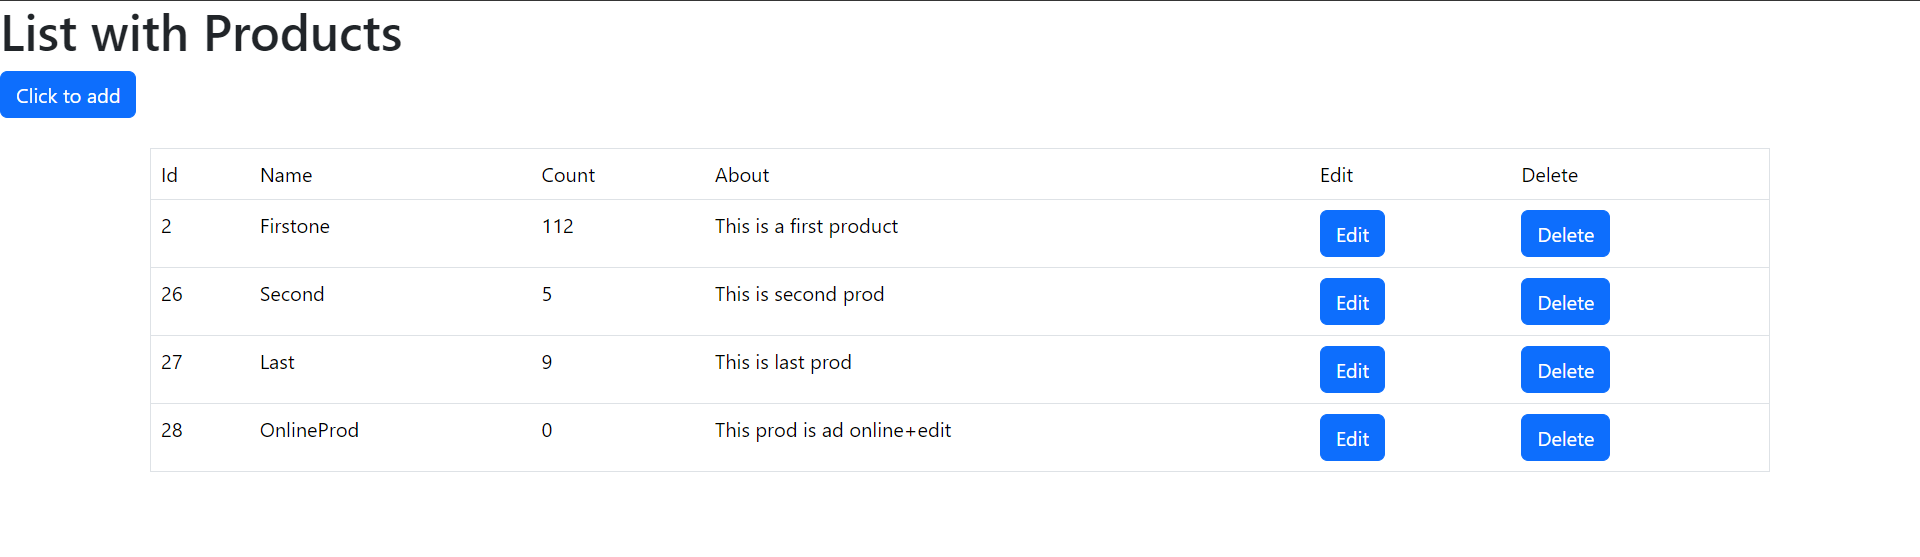 List with Products
Click to add
Id Name Count About Edit Delete
2 Firstone 112 This is a first product Edit Delete
26 Second 5 This is second prod Edit Delete
27 Last 9 This is last prod Edit Delete
28 OnlineProd 0 This prod is ad online+edit Edit Delete